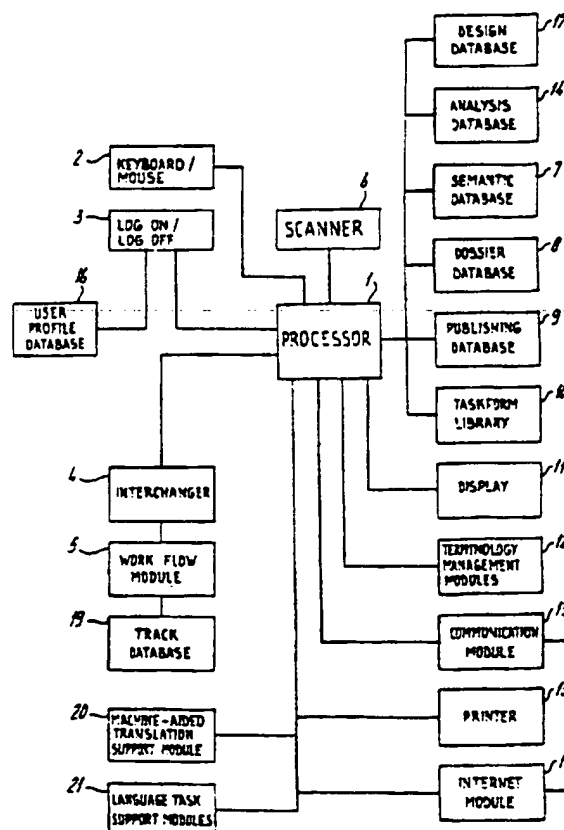 17
DESIGN
DATABASE
14
ANALYSIS
DATABASE
2
KEYBOARD /
MOUSE
6
SCANNER
7
SEMANTIC
DATABASE
3
LOG ON /
LOG OFF
8
DOSSIER
DATABASE
16
USER
PROFILE
DATABASE
1
PROCESSOR
9
PUBLISHING
DATABASE
TASKFORM
LIBRARY
4
INTERCHANGER
11
DISPLAY
5
WORK FLOW
MODULE
12
TERMINOLOGY
MANAGEMENT
MODULES
19
TRACK
DATABASE
13
COMMUNICATION
MODULE
20
MACHINE-AIDED
TRANSLATION
SUPPORT MODULE
PRINTER
21
LANGUAGE TASK
SUPPORT MODULES
INTERNET
MODULE